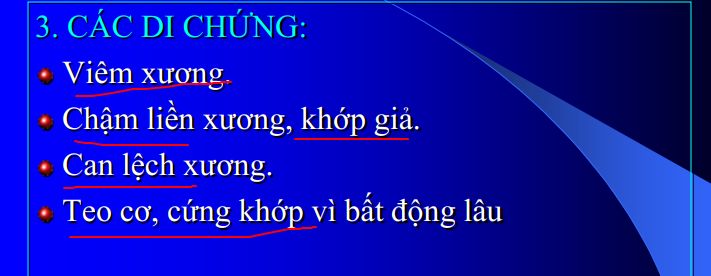 3. CÁC DI CHỨNG:
Viêm xương.
Chậm liền xương, khớp giả.
Can lệch xương.
Teo cơ, cứng khớp vì bất động lâu